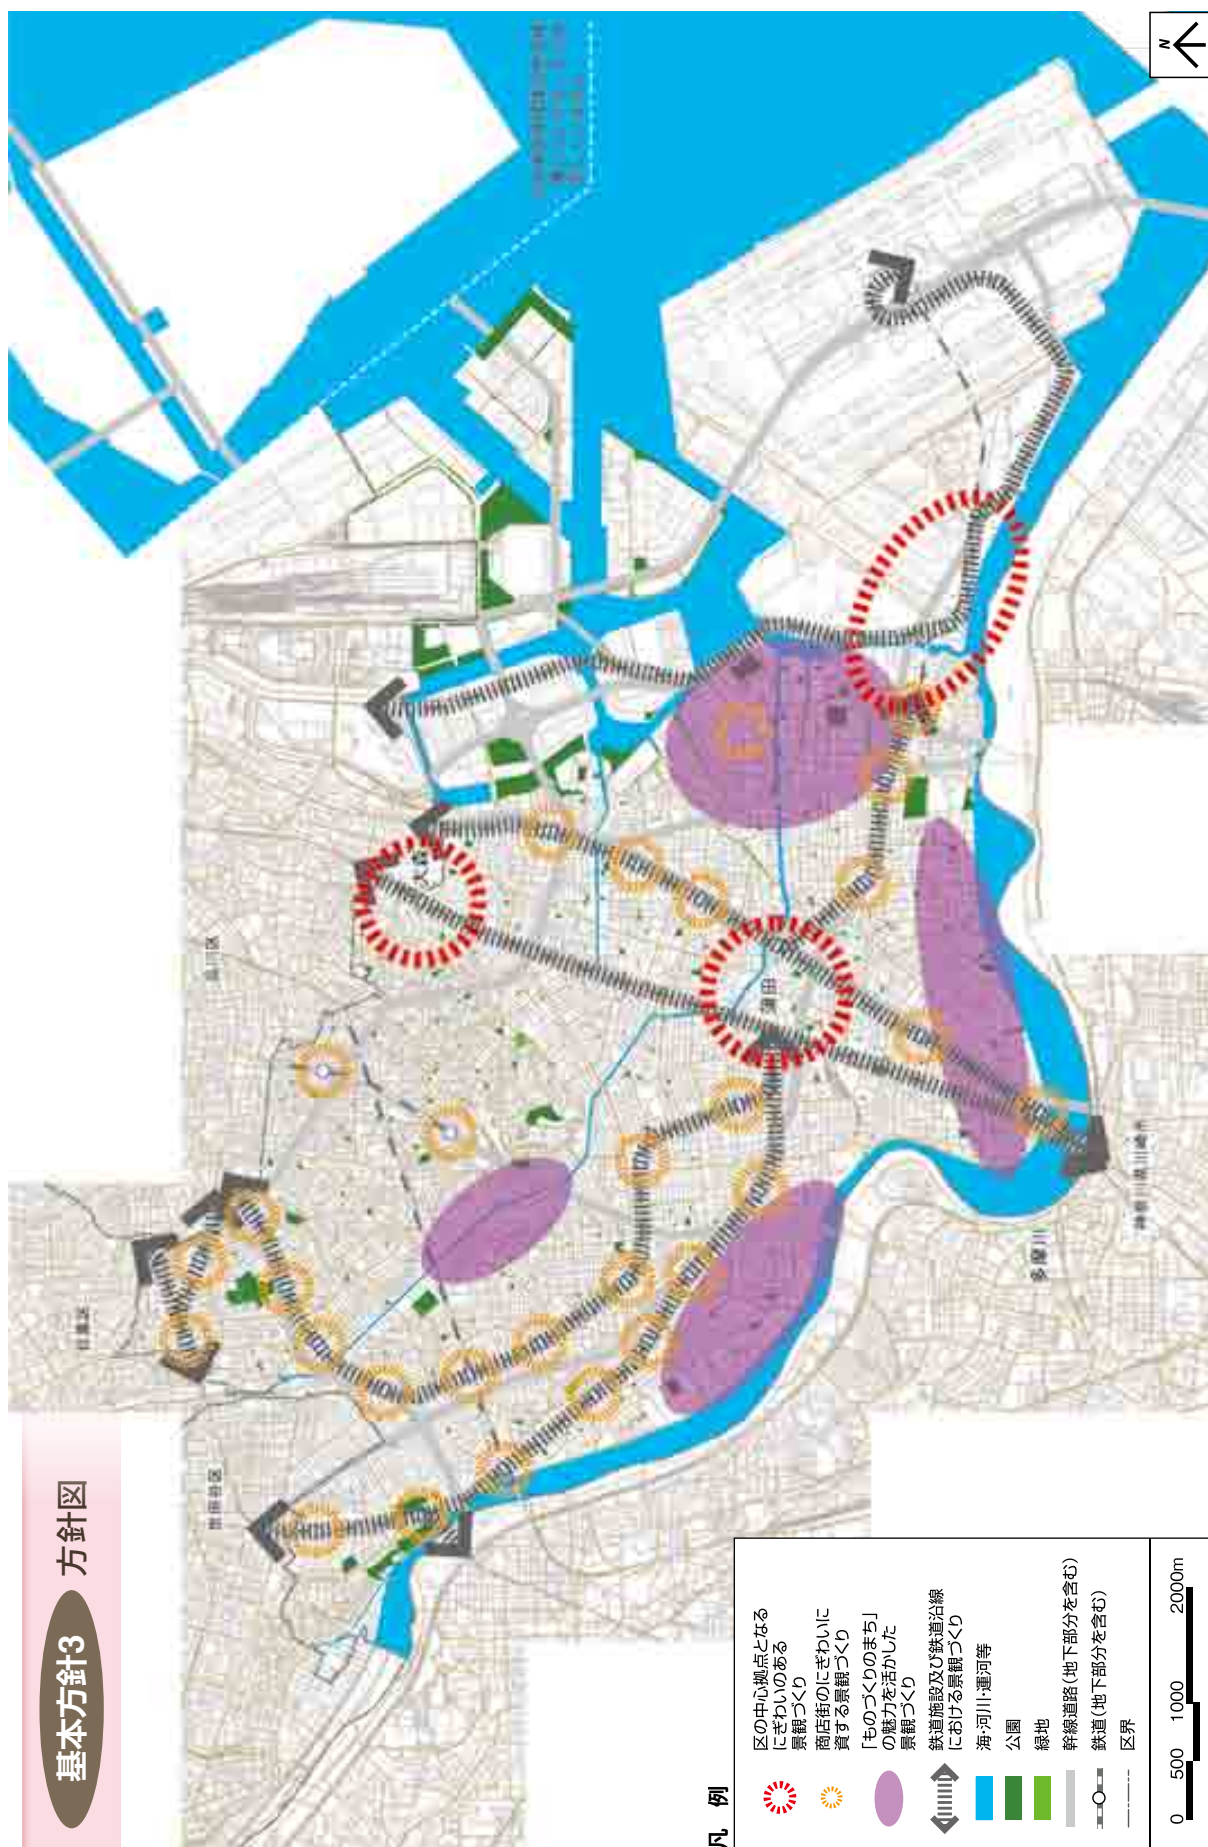 基本方針3 方針図
世田谷区
目黒区
品川区
大森
蒲田
多摩川
神奈川県川崎市
N
凡 例
区の中心拠点となる
にぎわいのある
景観づくり
商店街のにぎわいに
資する景観づくり
「ものづくりのまち」
の魅力を活かした
景観づくり
鉄道施設及び鉄道沿線
における景観づくり
海・河川・運河等
公園
緑地
幹線道路(地下部分を含む)
鉄道(地下部分を含む)
区界
0 500 1000 2000m